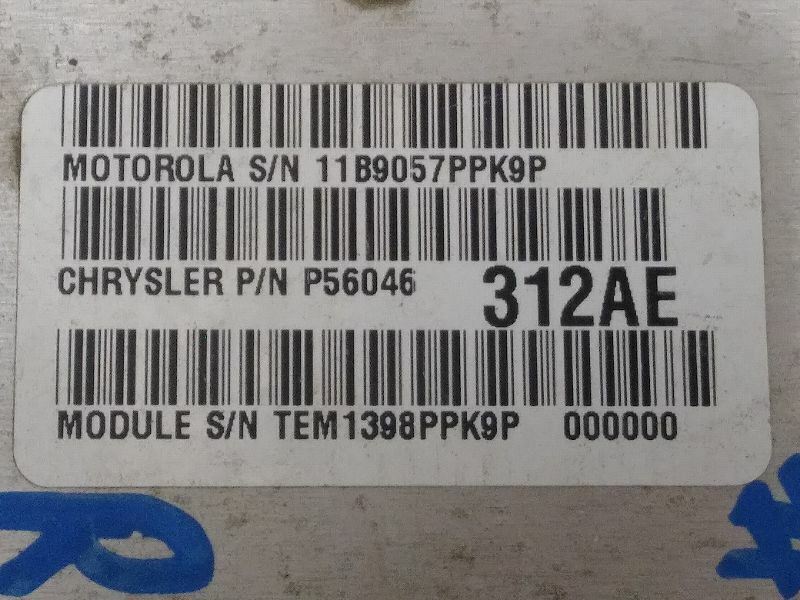 MOTOROLA S/N 11B9057PPK9P
CHRYSLER P/N P56046 312AE
MODULE S/N TEM1398PPK9P 000000
R